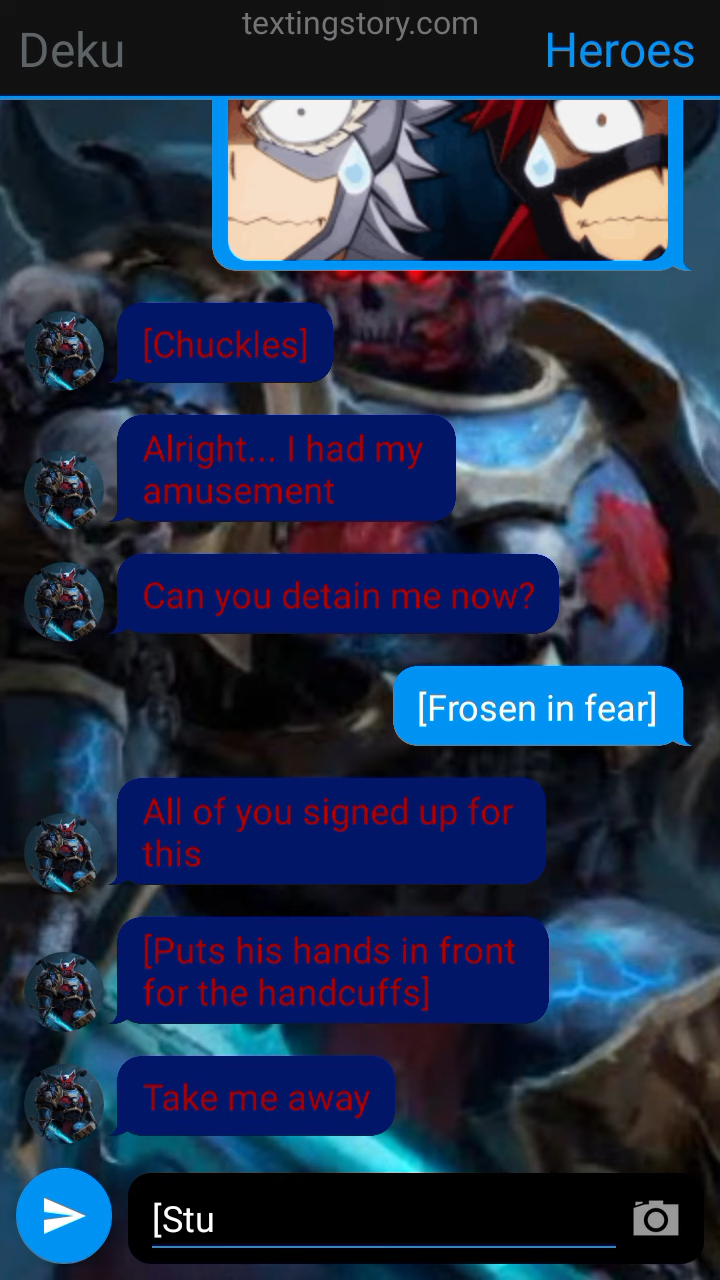 textingstory.com
Deku
Heroes
[Chuckles]
Alright... I had my
amusement
Can you detain me now?
[Frosen in fear]
All of you signed up for
this
[Puts his hands in front
for the handcuffs]
Take me away
[Stu